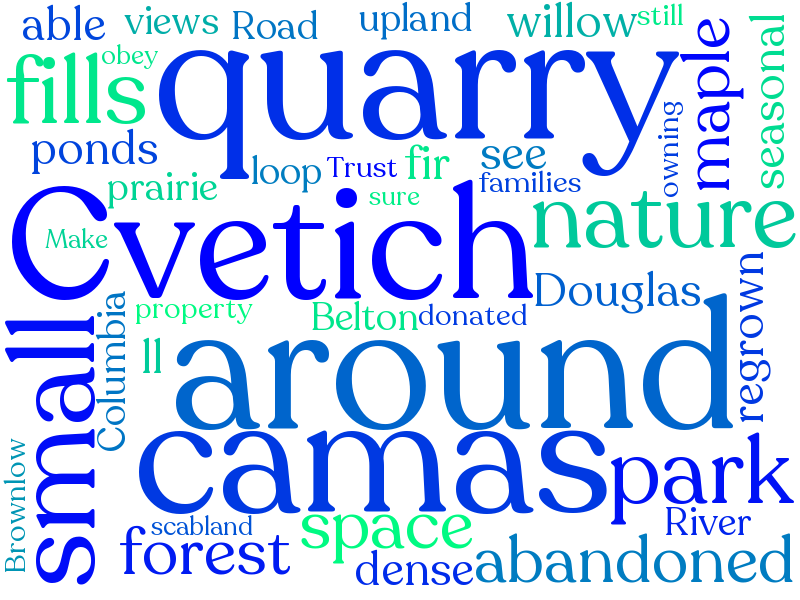 able
views
Road
upland
willow
still
fills
obey
quarry
maple
seasonal
owning
ponds
loop
Trust
fir
see
families
prairie
sure
Cvetich
nature
Make
small
Columbia
property
Belton
donated
Douglas
regrown
ll
around
camas
park
Brownlow
scabland
space
River
forest
dense
abandoned